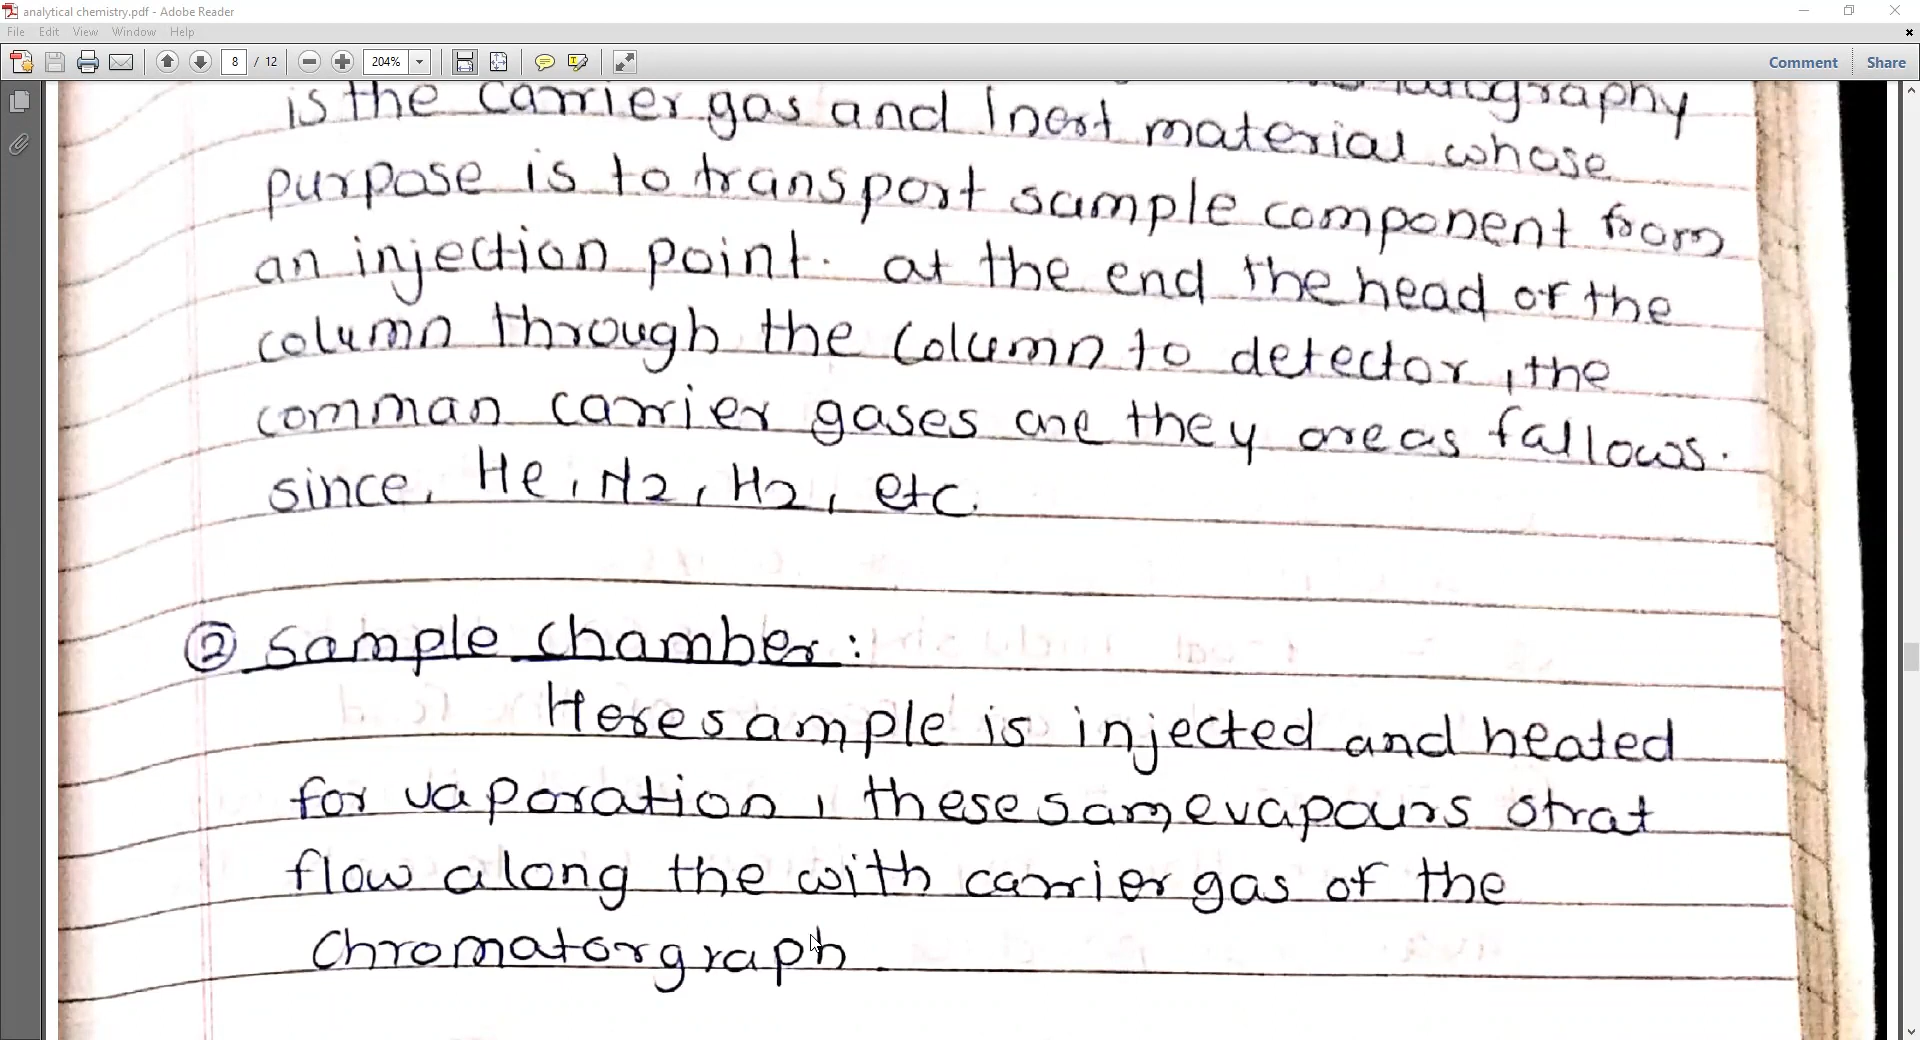 analytical chemistry.pdf - Adobe Reader
File Edit View Window Help
8 / 12 204% Comment Share
graphy
is the carrier gas and Inert material whose
purpose is to transport sample component from
an injection point. at the end the head of the
column through the column to detector, the
comman carrier gases are they are as fallows.
since, He, N2, H2, etc.
② Sample chamber:
Here sample is injected and heated
for vaporation, these same vapours strat
flow along the with carrier gas of the
Chromatorgraph